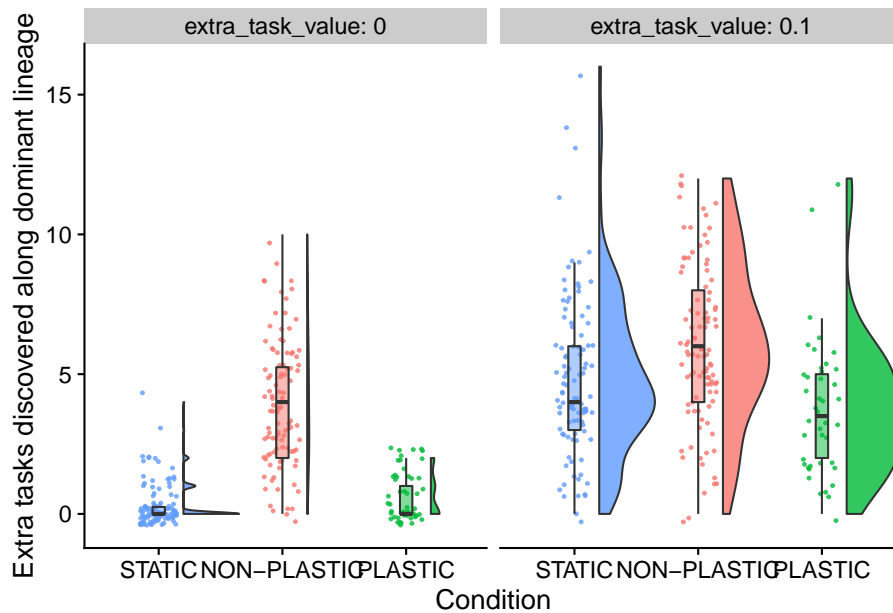 extra_task_value: 0
extra_task_value: 0.1
Extra tasks discovered along dominant lineage
15
10
5
0
STATIC NON−PLASTIC PLASTIC
STATIC NON−PLASTIC PLASTIC
Condition